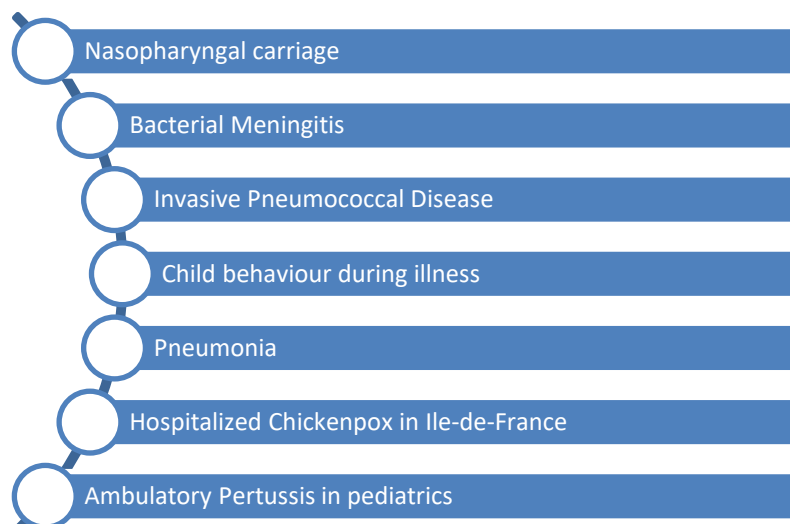 Nasopharyngal carriage
Bacterial Meningitis
Invasive Pneumococcal Disease
Child behaviour during illness
Pneumonia
Hospitalized Chickenpox in Ile-de-France
Ambulatory Pertussis in pediatrics